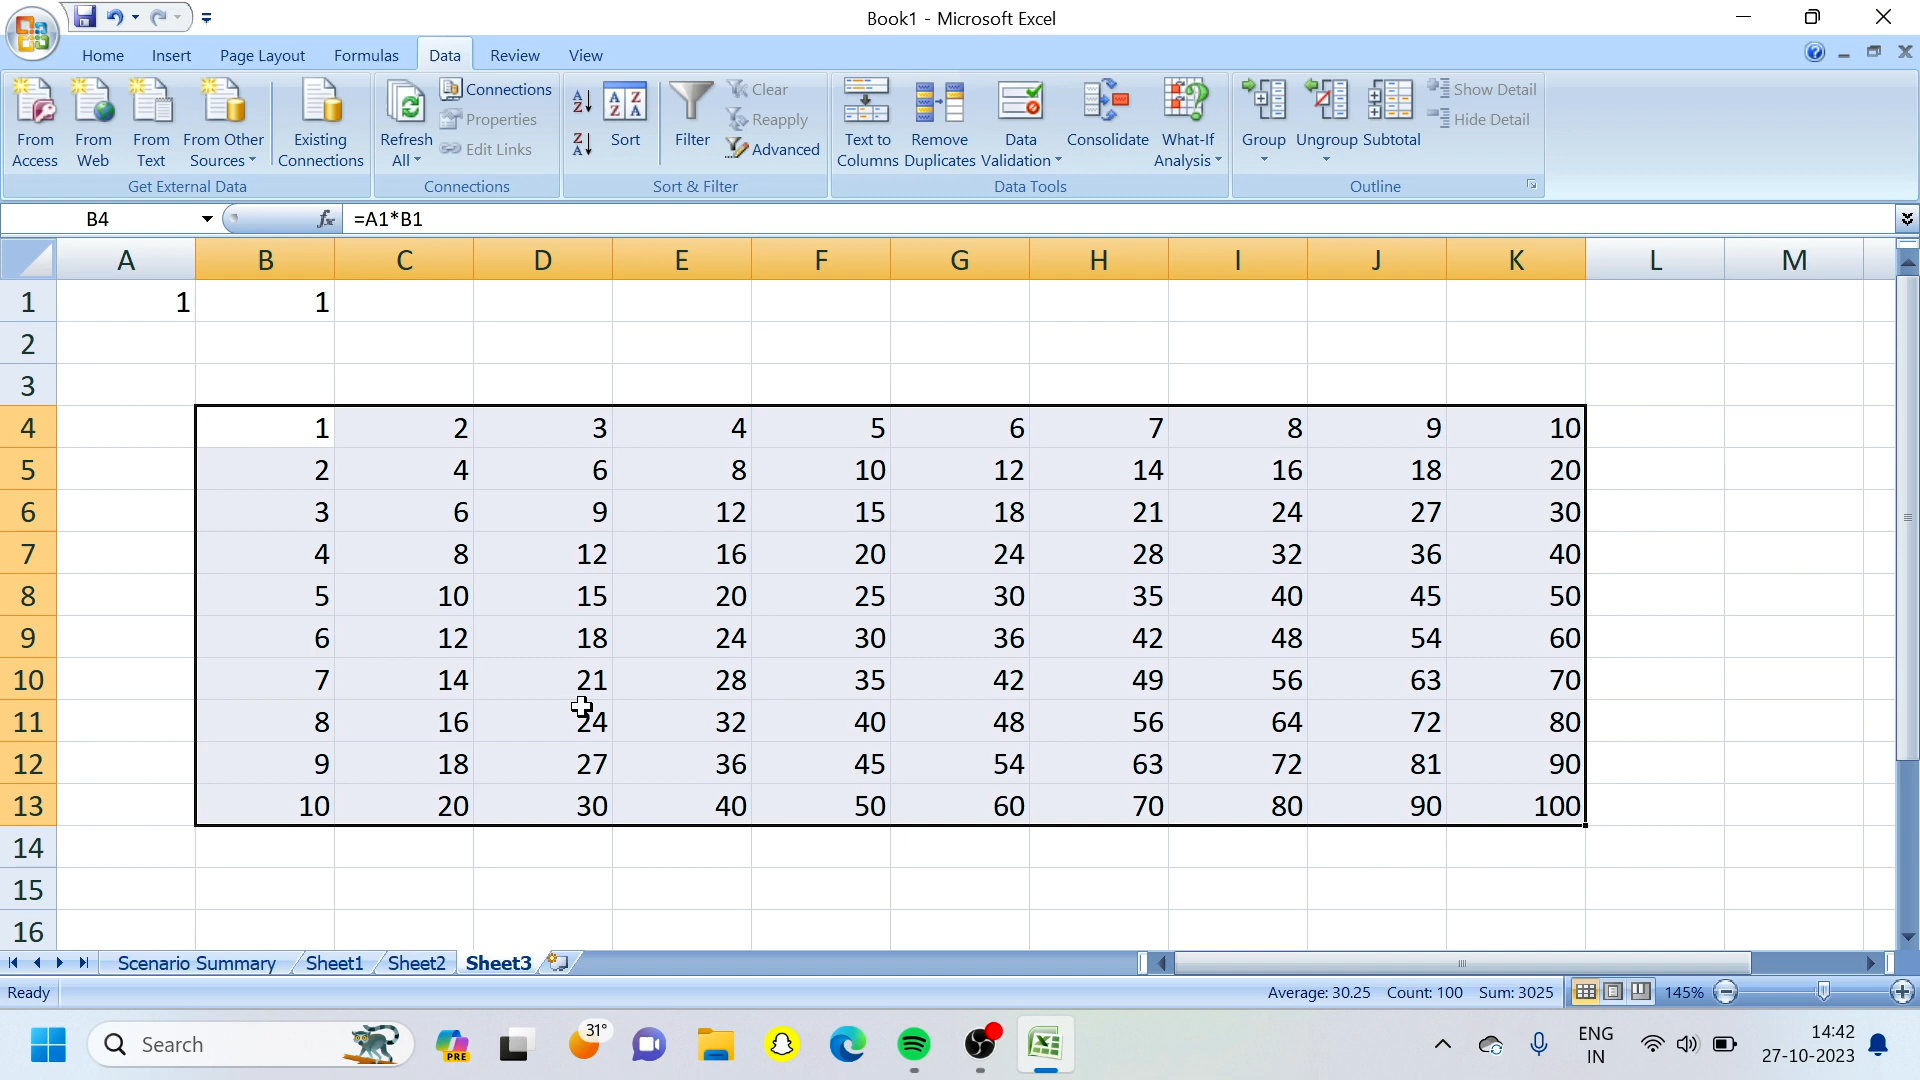 Book1 - Microsoft Excel
Home Insert Page Layout Formulas Data Review View
From Access From Web From Text From Other Sources Existing Connections Refresh All Connections Properties Edit Links Sort Filter Clear Reapply Advanced Text to Columns Remove Duplicates Data Validation Consolidate What-If Analysis Group Ungroup Subtotal Show Detail Hide Detail
Get External Data Connections Sort & Filter Data Tools Outline
B4 fx =A1*B1
A B C D E F G H I J K L M
1 1 1
2
3
4 1 2 3 4 5 6 7 8 9 10
5 2 4 6 8 10 12 14 16 18 20
6 3 6 9 12 15 18 21 24 27 30
7 4 8 12 16 20 24 28 32 36 40
8 5 10 15 20 25 30 35 40 45 50
9 6 12 18 24 30 36 42 48 54 60
10 7 14 21 28 35 42 49 56 63 70
11 8 16 24 32 40 48 56 64 72 80
12 9 18 27 36 45 54 63 72 81 90
13 10 20 30 40 50 60 70 80 90 100
14
15
16
Scenario Summary Sheet1 Sheet2 Sheet3
Ready Average: 30.25 Count: 100 Sum: 3025 145%
Search PRE 31° ENG IN 14:42
27-10-2023